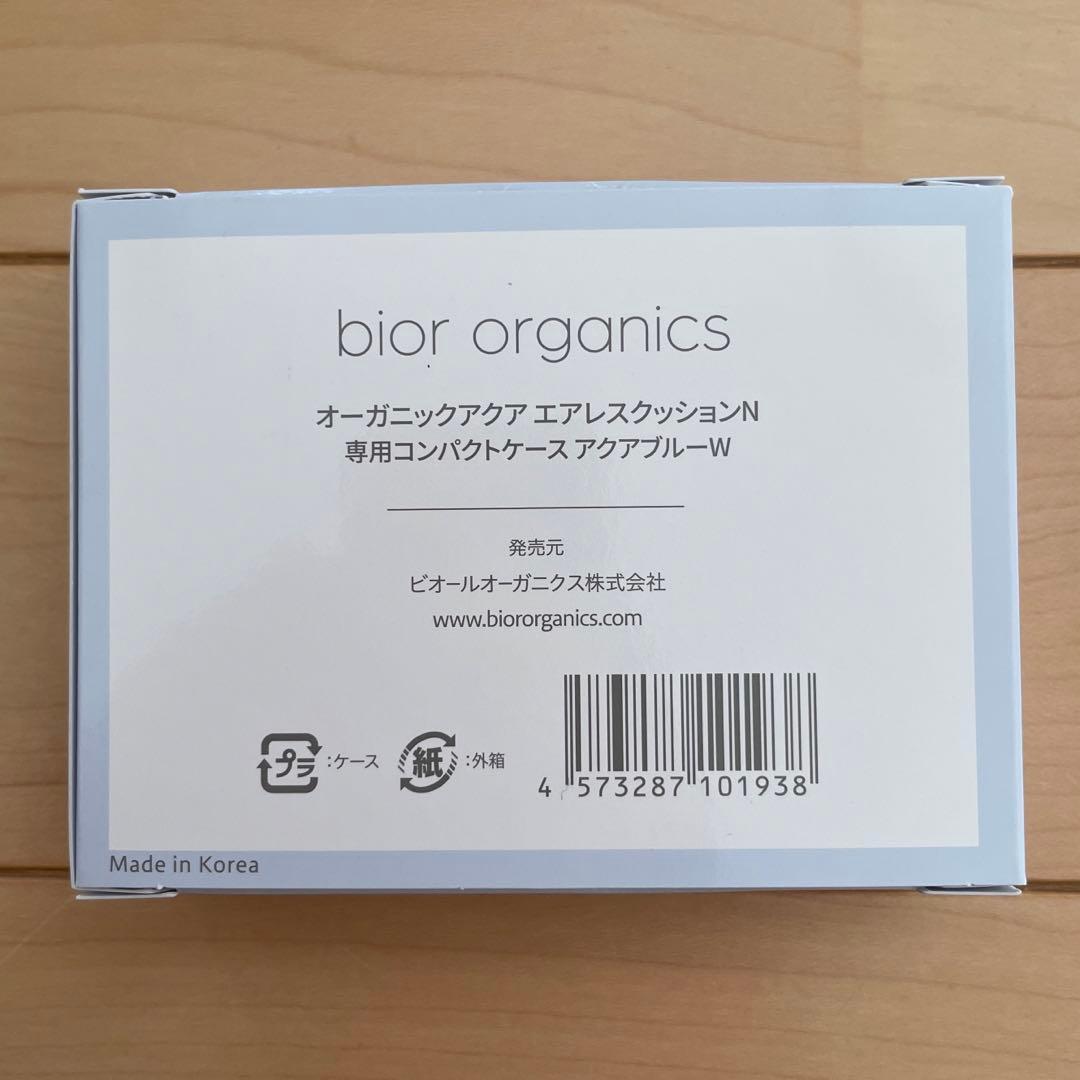 bior organics
オーガニックアクア エアレスクッションN
専用コンパクトケース アクアブルーW
発売元
ビオールオーガニクス株式会社
www.biororganics.com
プラ :ケース 紙 :外箱
4 573287 101938
Made in Korea